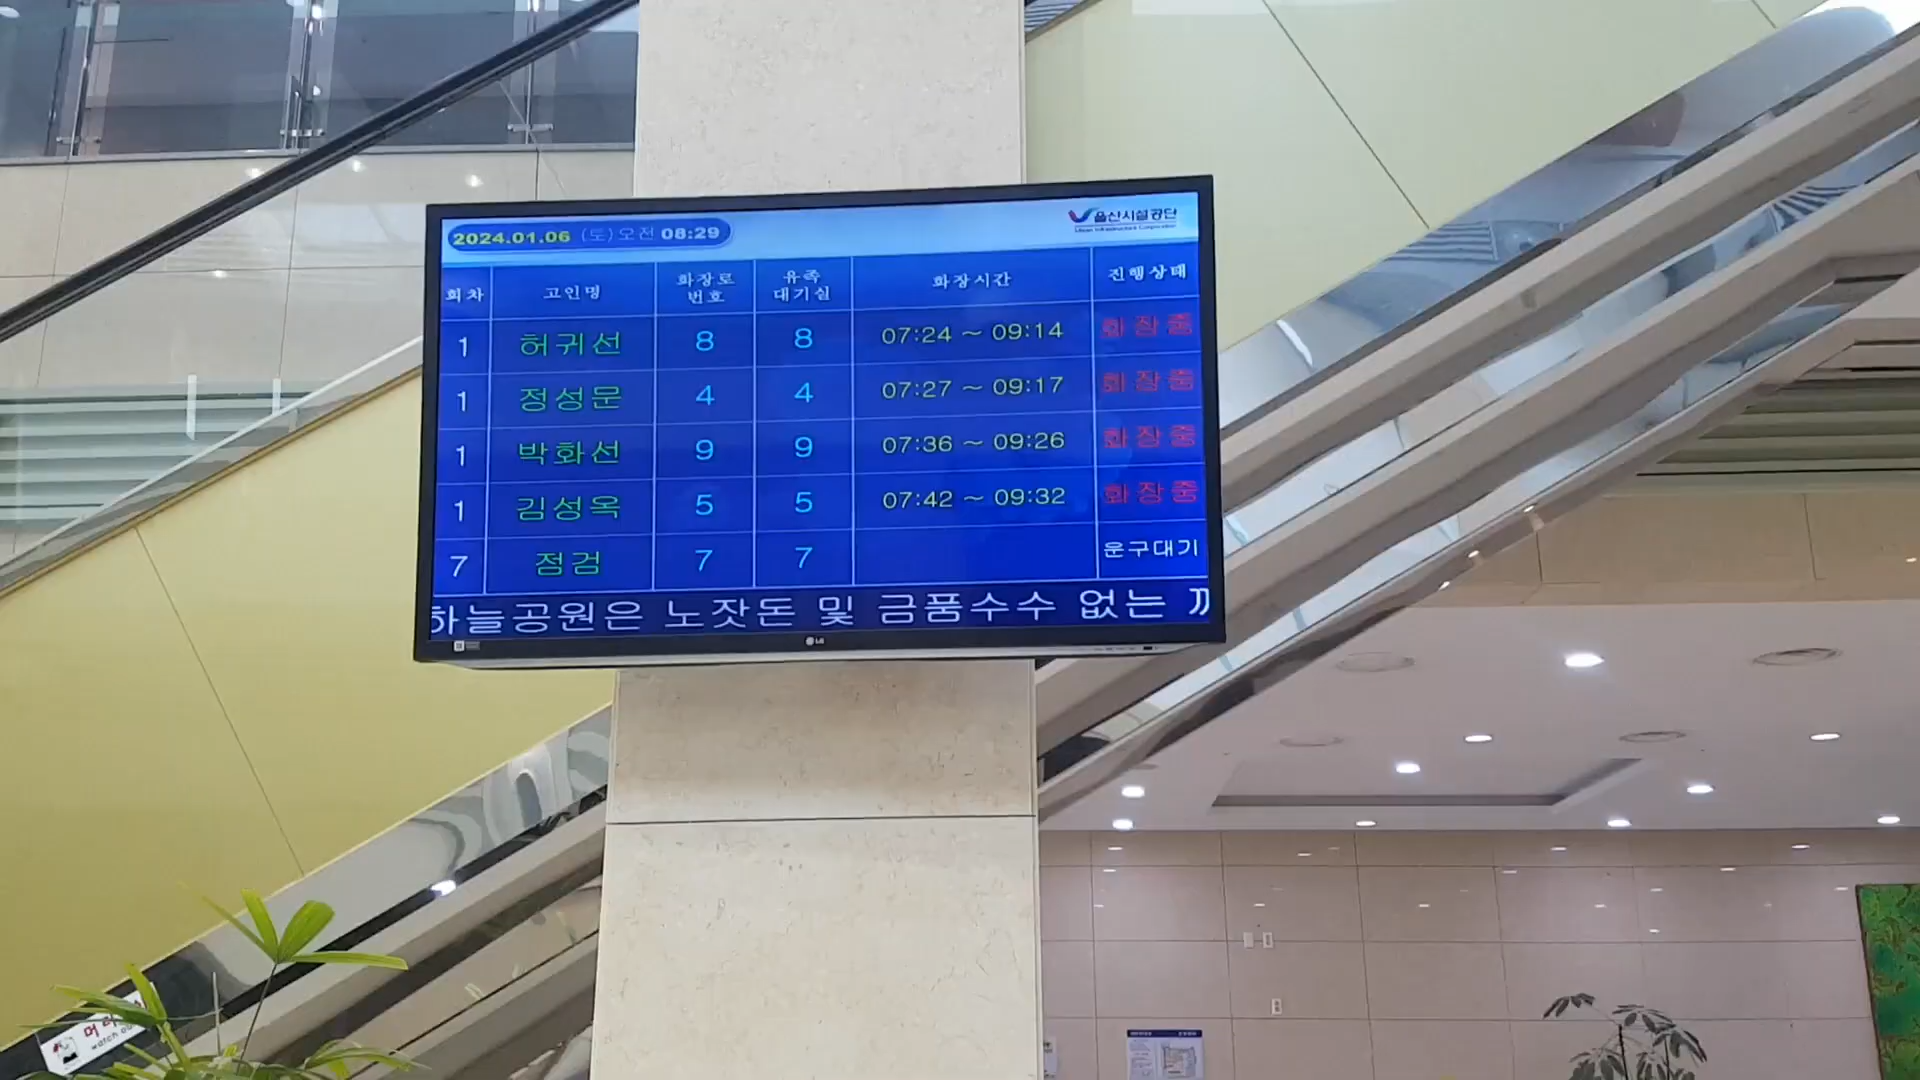 2024.01.06 (토)오전 08:29
울산시설공단
Ulsan Infrastructure Corporation
회차 고인명 화장로 번호 유족 대기실 화장시간 진행상태
1 허귀선 8 8 07:24 ~ 09:14 화장중
1 정성문 4 4 07:27 ~ 09:17 화장중
1 박화선 9 9 07:36 ~ 09:26 화장중
1 김성옥 5 5 07:42 ~ 09:32 화장중
7 점검 7 7 운구대기
하늘공원은 노잣돈 및 금품수수 없는
LG